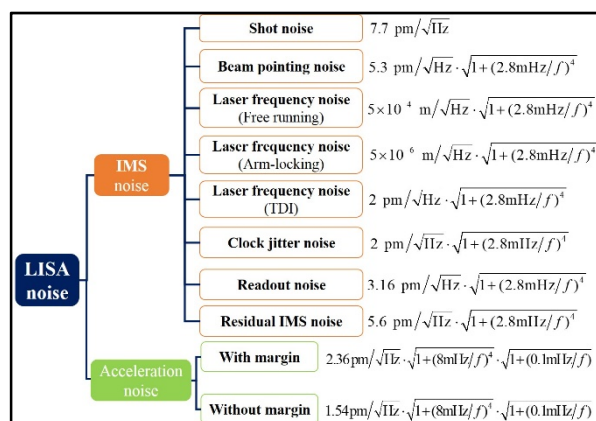 Shot noise 7.7 pm/√Hz
Beam pointing noise 5.3 pm/√Hz · √1+(2.8mHz/f)⁴
Laser frequency noise
(Free running)
5×10 ⁴ m/√Hz · √1+(2.8mHz/f)⁴
Laser frequency noise
(Arm-locking)
5×10 ⁶ m/√Hz · √1+(2.8mHz/f)⁴
IMS
noise
Laser frequency noise
(TDI)
2 pm/√Hz · √1+(2.8mHz/f)⁴
Clock jitter noise 2 pm/√Hz · √1+(2.8mHz/f)⁴
LISA
noise
Readout noise 3.16 pm/√Hz · √1+(2.8mHz/f)⁴
Residual IMS noise 5.6 pm/√Hz · √1+(2.8mHz/f)⁴
Acceleration
noise
With margin 2.36pm/√Hz · √1+(8mHz/f)⁴ · √1+(0.1mHz/f)
Without margin 1.54pm/√Hz · √1+(8mHz/f)⁴ · √1+(0.1mHz/f)